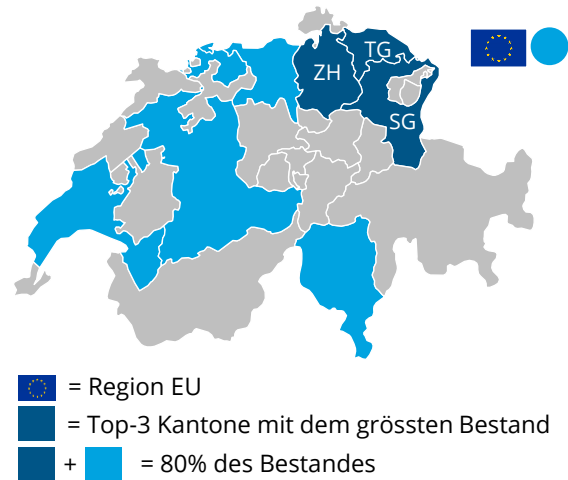 TG
ZH
SG
= Region EU
= Top-3 Kantone mit dem grössten Bestand
+ = 80% des Bestandes